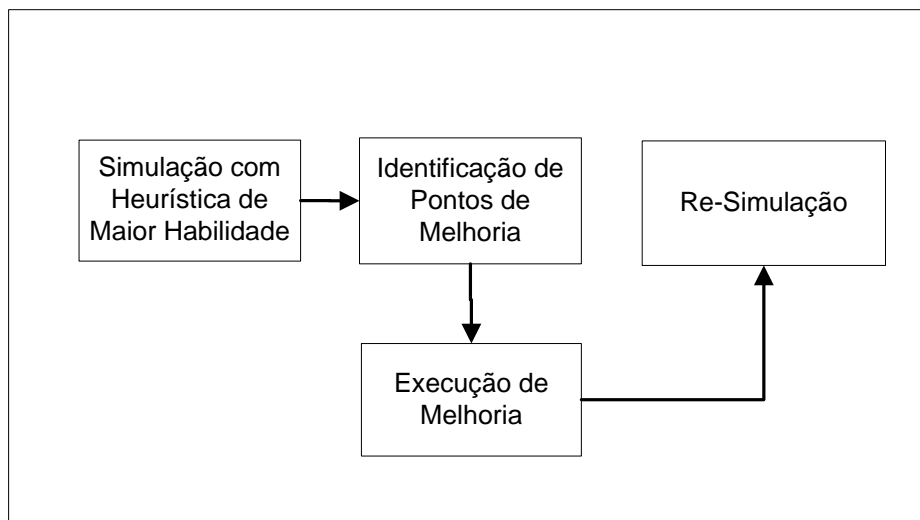 Simulação com
Heurística de
Maior Habilidade
Identificação de
Pontos de
Melhoria
Re-Simulação
Execução de
Melhoria